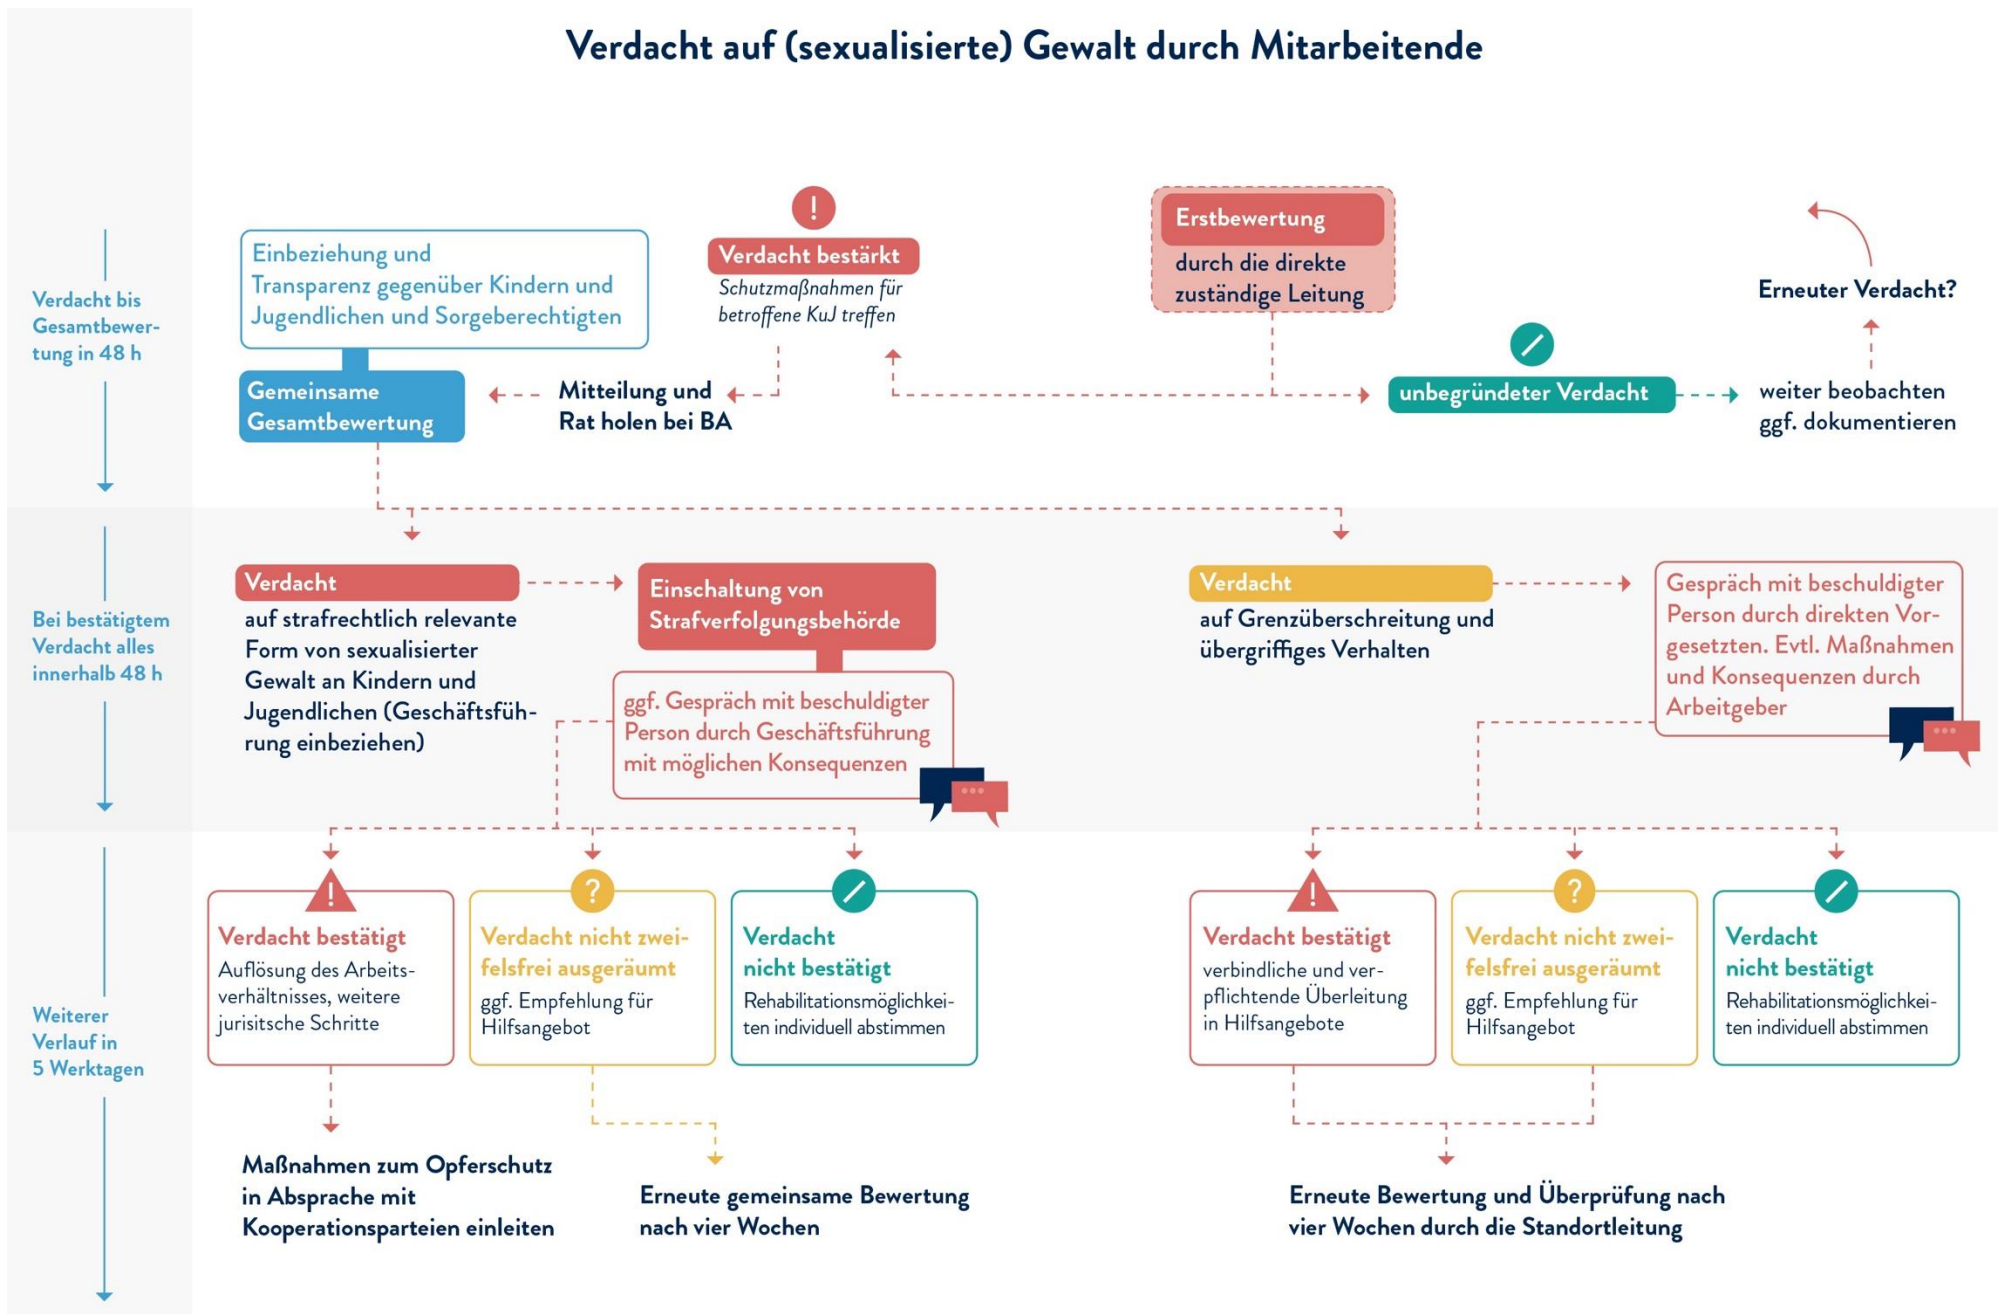 Verdacht auf (sexualisierte) Gewalt durch Mitarbeitende
Verdacht bis
Gesamtbewer-
tung in 48 h
Einbeziehung und
Transparenz gegenüber Kindern und
Jugendlichen und Sorgeberechtigten
Gemeinsame
Gesamtbewertung
!
Verdacht bestärkt
Schutzmaßnahmen für
betroffene KuJ treffen
Mitteilung und
Rat holen bei BA
Erstbewertung
durch die direkte
zuständige Leitung
unbegründeter Verdacht
Erneuter Verdacht?
weiter beobachten
ggf. dokumentieren
Bei bestätigtem
Verdacht alles
innerhalb 48 h
Verdacht
auf strafrechtlich relevante
Form von sexualisierter
Gewalt an Kindern und
Jugendlichen (Geschäftsfüh-
rung einbeziehen)
Einschaltung von
Strafverfolgungsbehörde
ggf. Gespräch mit beschuldigter
Person durch Geschäftsführung
mit möglichen Konsequenzen
Verdacht
auf Grenzüberschreitung und
übergriffiges Verhalten
Gespräch mit beschuldigter
Person durch direkten Vor-
gesetzten. Evtl. Maßnahmen
und Konsequenzen durch
Arbeitgeber
Weiterer
Verlauf in
5 Werktagen
!
Verdacht bestätigt
Auflösung des Arbeits-
verhältnisses, weitere
jurisitsche Schritte
?
Verdacht nicht zwei-
felsfrei ausgeräumt
ggf. Empfehlung für
Hilfsangebot
Verdacht
nicht bestätigt
Rehabilitationsmöglichkei-
ten individuell abstimmen
!
Verdacht bestätigt
verbindliche und ver-
pflichtende Überleitung
in Hilfsangebote
?
Verdacht nicht zwei-
felsfrei ausgeräumt
ggf. Empfehlung für
Hilfsangebot
Verdacht
nicht bestätigt
Rehabilitationsmöglichkei-
ten individuell abstimmen
Maßnahmen zum Opferschutz
in Absprache mit
Kooperationsparteien einleiten
Erneute gemeinsame Bewertung
nach vier Wochen
Erneute Bewertung und Überprüfung nach
vier Wochen durch die Standortleitung